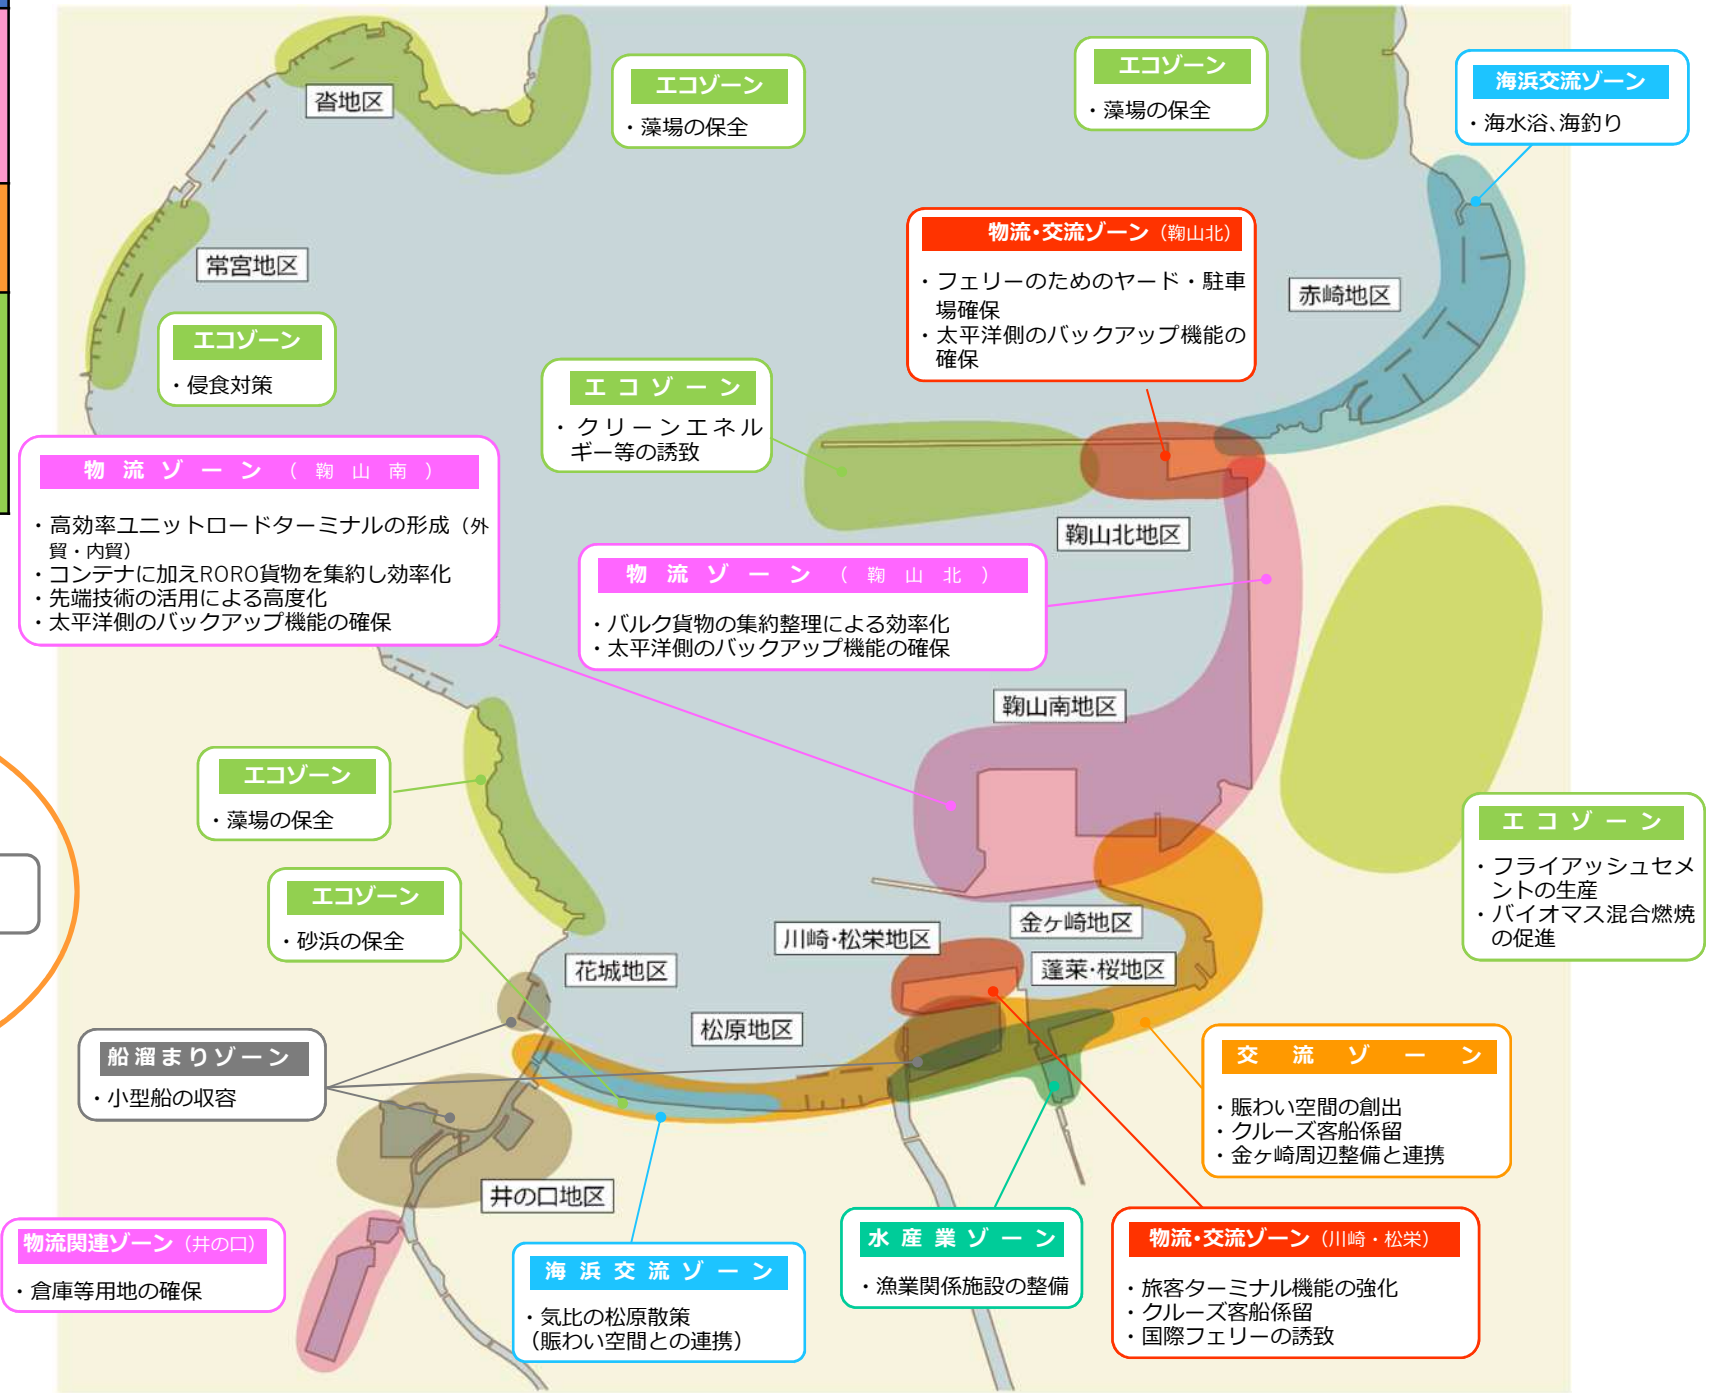 エコゾーン
・藻場の保全
エコゾーン
・藻場の保全
海浜交流ゾーン
・海水浴、海釣り
沓地区
常宮地区
エコゾーン
・侵食対策
物流・交流ゾーン（鞠山北）
・フェリーのためのヤード・駐車
場確保
・太平洋側のバックアップ機能の
確保
赤崎地区
エコゾーン
・クリーンエネル
ギー等の誘致
物流ゾーン（鞠山南）
・高効率ユニットロードターミナルの形成（外
貿・内貿）
・コンテナに加えRORO貨物を集約し効率化
・先端技術の活用による高度化
・太平洋側のバックアップ機能の確保
鞠山北地区
物流ゾーン（鞠山北）
・バルク貨物の集約整理による効率化
・太平洋側のバックアップ機能の確保
鞠山南地区
エコゾーン
・藻場の保全
エコゾーン
・フライアッシュセメ
ントの生産
・バイオマス混合燃焼
の促進
エコゾーン
・砂浜の保全
川崎・松栄地区
金ヶ崎地区
蓬莱・桜地区
花城地区
松原地区
船溜まりゾーン
・小型船の収容
交流ゾーン
・賑わい空間の創出
・クルーズ客船係留
・金ヶ崎周辺整備と連携
井の口地区
物流関連ゾーン（井の口）
・倉庫等用地の確保
海浜交流ゾーン
・気比の松原散策
（賑わい空間との連携）
水産業ゾーン
・漁業関係施設の整備
物流・交流ゾーン（川崎・松栄）
・旅客ターミナル機能の強化
・クルーズ客船係留
・国際フェリーの誘致